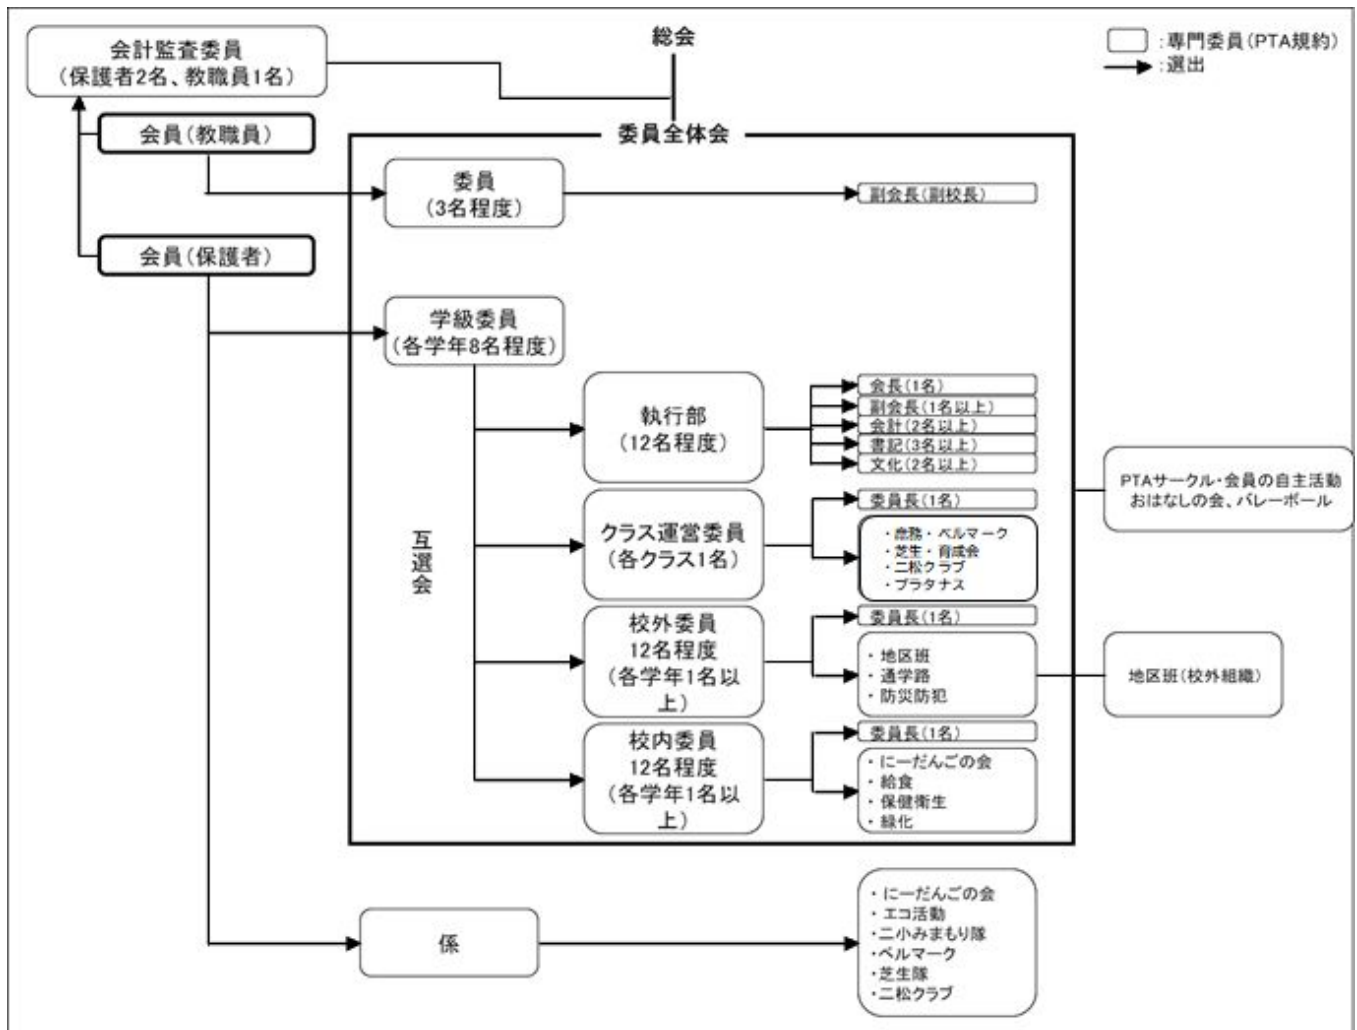 会計監査委員
(保護者2名、教職員1名)
総会
:専門委員(PTA規約)
:選出
会員(教職員)
委員全体会
委員
(3名程度)
副会長(副校長)
会員(保護者)
学級委員
(各学年8名程度)
互選会
執行部
(12名程度)
会長(1名)
副会長(1名以上)
会計(2名以上)
書記(3名以上)
文化(2名以上)
クラス運営委員
(各クラス1名)
委員長(1名)
・庶務・ベルマーク
・芝生・育成会
・二松クラブ
・プラタナス
校外委員
12名程度
(各学年1名以
上)
委員長(1名)
・地区班
・通学路
・防災防犯
校内委員
12名程度
(各学年1名以
上)
委員長(1名)
・にーだんごの会
・給食
・保健衛生
・緑化
PTAサークル・会員の自主活動
おはなしの会、バレーボール
地区班(校外組織)
係
・にーだんごの会
・エコ活動
・二小みまもり隊
・ベルマーク
・芝生隊
・二松クラブ